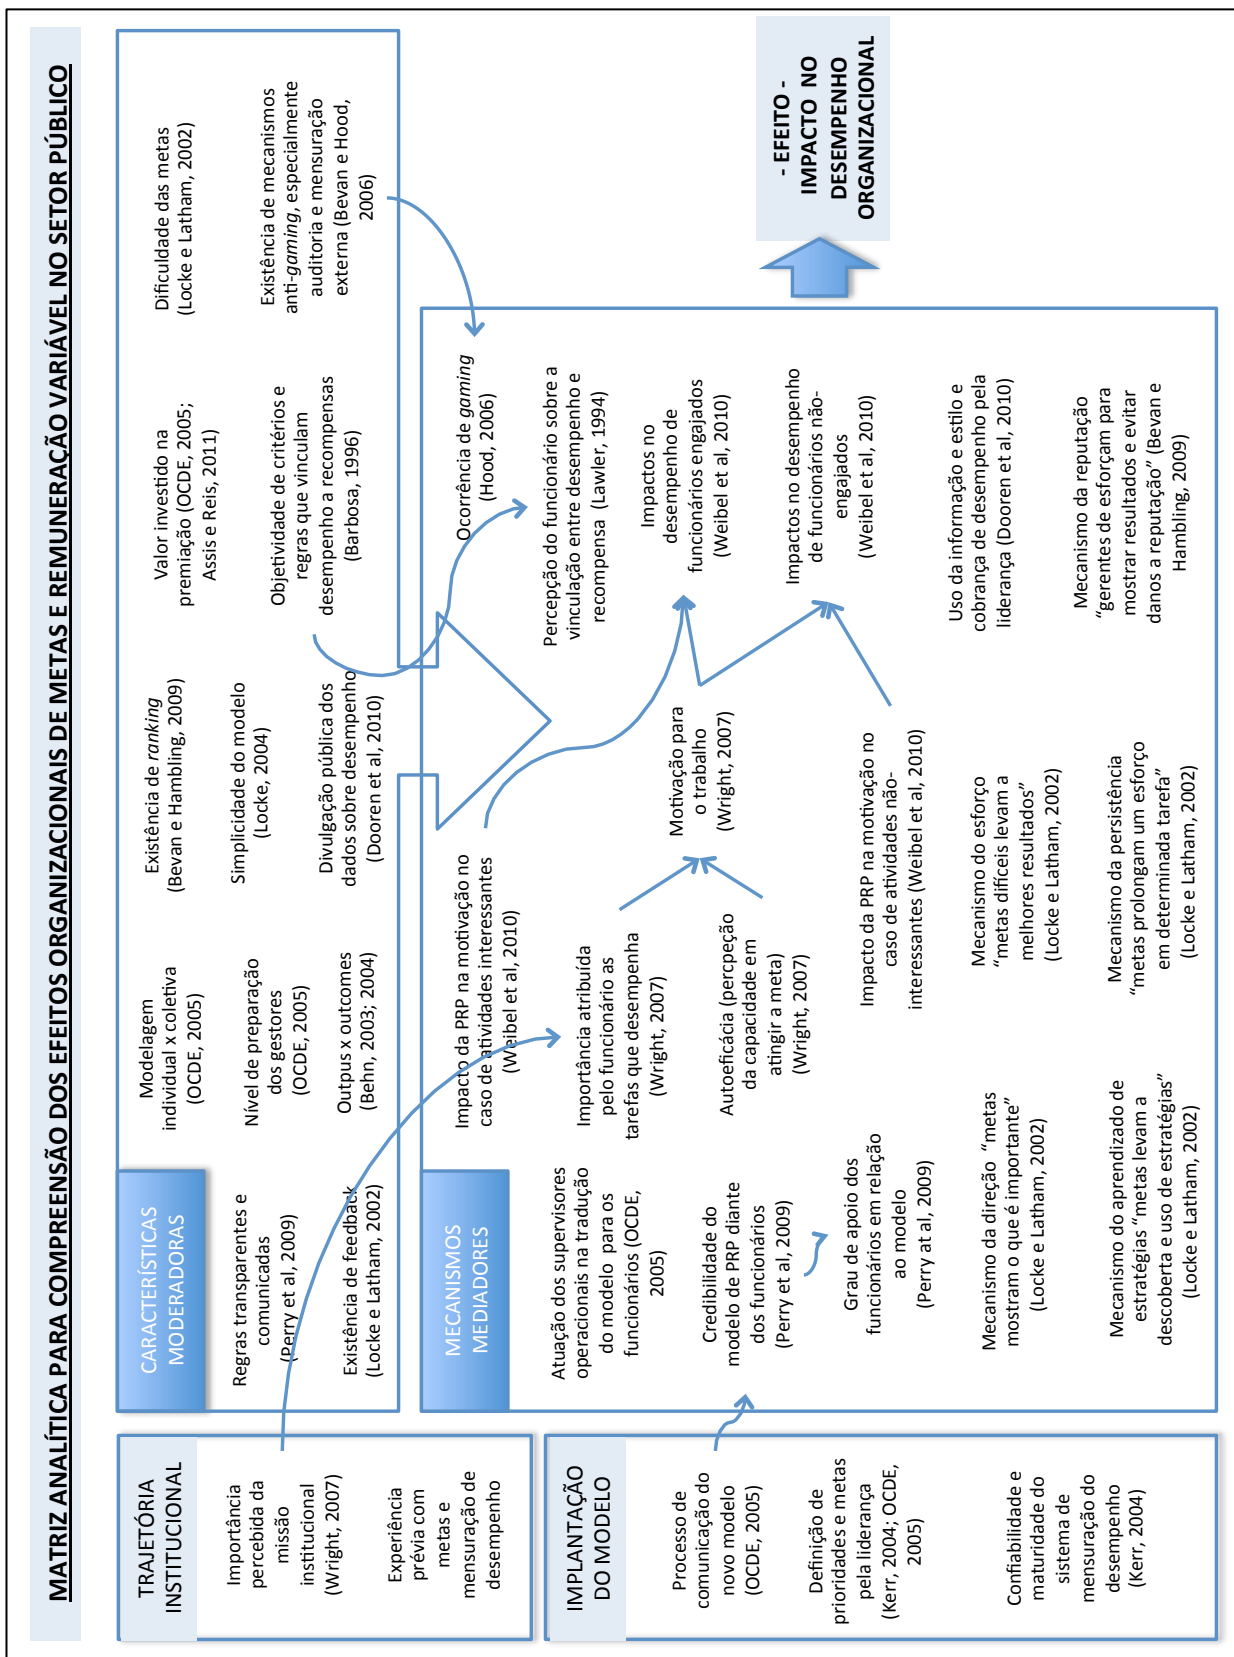 MATRIZ ANALÍTICA PARA COMPREENSÃO DOS EFEITOS ORGANIZACIONAIS DE METAS E REMUNERAÇÃO VARIÁVEL NO SETOR PÚBLICO
TRAJETÓRIA
INSTITUCIONAL
Importância
percebida da
missão
institucional
(Wright, 2007)
Experiência
prévia com
metas e
mensuração de
desempenho
IMPLANTAÇÃO
DO MODELO
Processo de
comunicação do
novo modelo
(OCDE, 2005)
Definição de
prioridades e metas
pela liderança
(Kerr, 2004; OCDE,
2005)
Confiabilidade e
maturidade do
sistema de
mensuração do
desempenho
(Kerr, 2004)
CARACTERÍSTICAS
MODERADORAS
Regras transparentes e
comunicadas
(Perry et al, 2009)
Existência de feedback
(Locke e Latham, 2002)
Modelagem
individual x coletiva
(OCDE, 2005)
Nível de preparação
dos gestores
(OCDE, 2005)
Outpus x outcomes
(Behn, 2003; 2004)
Existência de ranking
(Bevan e Hambling, 2009)
Simplicidade do modelo
(Locke, 2004)
Divulgação pública dos
dados sobre desempenho
(Dooren et al, 2010)
Valor investido na
premiação (OCDE, 2005;
Assis e Reis, 2011)
Objetividade de critérios e
regras que vinculam
desempenho a recompensas
(Barbosa, 1996)
Dificuldade das metas
(Locke e Latham, 2002)
Existência de mecanismos
anti-gaming, especialmente
auditoria e mensuração
externa (Bevan e Hood,
2006)
MECANISMOS
MEDIADORES
Atuação dos supervisores
operacionais na tradução
do modelo para os
funcionários (OCDE,
2005)
Credibilidade do
modelo de PRP diante
dos funcionários
(Perry et al, 2009)
Grau de apoio dos
funcionários em relação
ao modelo
(Perry at al, 2009)
Mecanismo da direção “metas
mostram o que é importante”
(Locke e Latham, 2002)
Mecanismo do aprendizado de
estratégias “metas levam a
descoberta e uso de estratégias”
(Locke e Latham, 2002)
Impacto da PRP na motivação no
caso de atividades interessantes
(Weibel et al, 2010)
Importância atribuída
pelo funcionário as
tarefas que desempenha
(Wright, 2007)
Autoeficácia (percpeção
da capacidade em
atingir a meta)
(Wright, 2007)
Motivação para
o trabalho
(Wright, 2007)
Impacto da PRP na motivação no
caso de atividades não-
interessantes (Weibel et al, 2010)
Mecanismo do esforço
“metas difíceis levam a
melhores resultados”
(Locke e Latham, 2002)
Mecanismo da persistência
“metas prolongam um esforço
em determinada tarefa”
(Locke e Latham, 2002)
Ocorrência de gaming
(Hood, 2006)
Percepção do funcionário sobre a
vinculação entre desempenho e
recompensa (Lawler, 1994)
Impactos no
desempenho de
funcionários engajados
(Weibel et al, 2010)
Impactos no desempenho
de funcionários não-
engajados
(Weibel et al, 2010)
Uso da informação e estilo e
cobrança de desempenho pela
liderança (Dooren et al, 2010)
Mecanismo da reputação
“gerentes de esforçam para
mostrar resultados e evitar
danos a reputação” (Bevan e
Hambling, 2009)
- EFEITO -
IMPACTO NO
DESEMPENHO
ORGANIZACIONAL